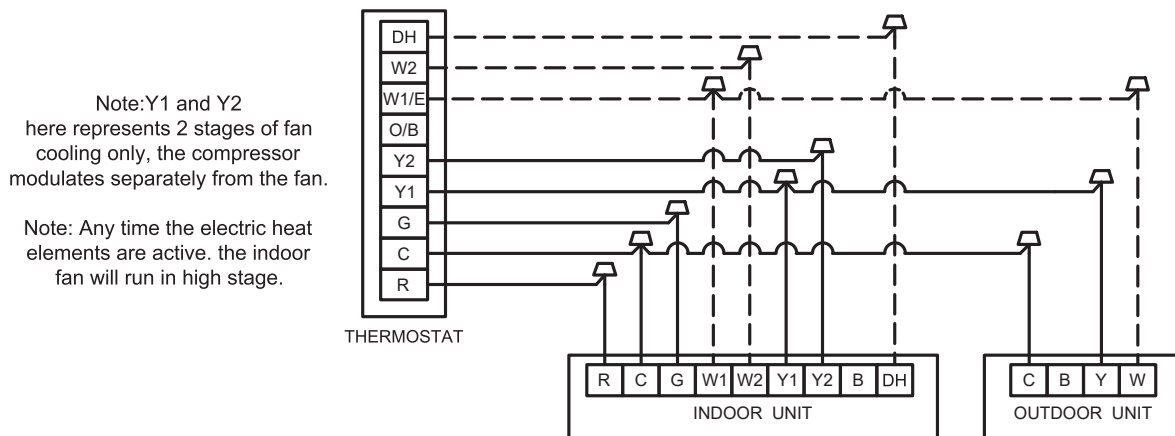 Note:Y1 and Y2
here represents 2 stages of fan
cooling only, the compressor
modulates separately from the fan.
Note: Any time the electric heat
elements are active. the indoor
fan will run in high stage.
DH
W2
W1/E
O/B
Y2
Y1
G
C
R
THERMOSTAT
R C G W1 W2 Y1 Y2 B DH
INDOOR UNIT
C B Y W
OUTDOOR UNIT